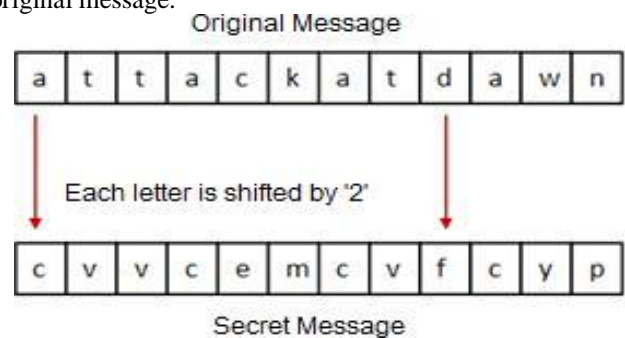 original message.
Original Message
a t t a c k a t d a w n
Each letter is shifted by '2'
c v v c e m c v f c y p
Secret Message